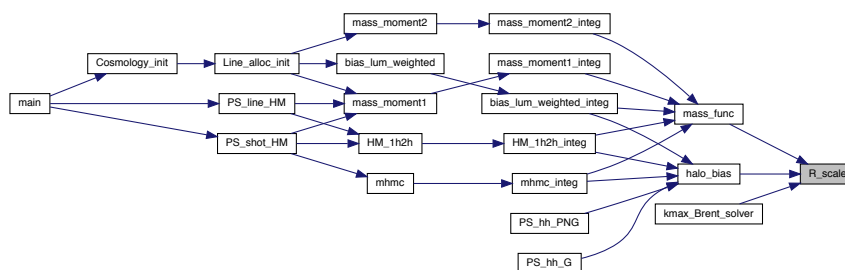 mass_moment2
mass_moment2_integ
Cosmology_init
Line_alloc_init
bias_lum_weighted
mass_moment1_integ
main
PS_line_HM
mass_moment1
bias_lum_weighted_integ
mass_func
PS_shot_HM
HM_1h2h
HM_1h2h_integ
mhmc
mhmc_integ
halo_bias
R_scale
PS_hh_PNG
kmax_Brent_solver
PS_hh_G